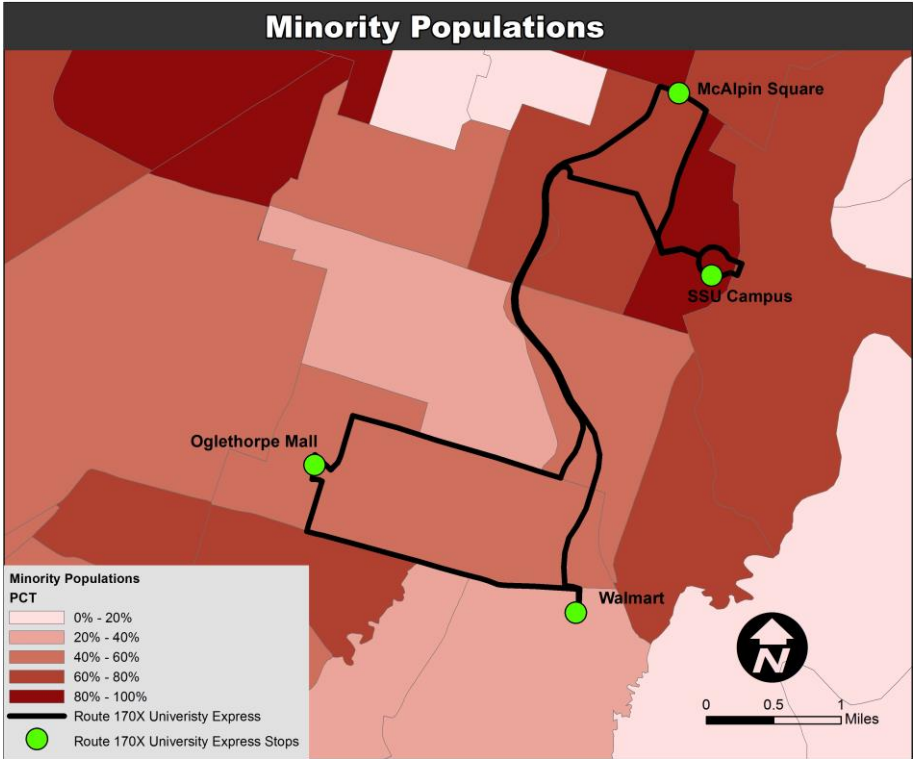 Minority Populations
McAlpin Square
SSU Campus
Oglethorpe Mall
Walmart
Minority Populations
PCT
0% - 20%
20% - 40%
40% - 60%
60% - 80%
80% - 100%
Route 170X Univeristy Express
Route 170X University Express Stops
N
0 0.5 1
Miles